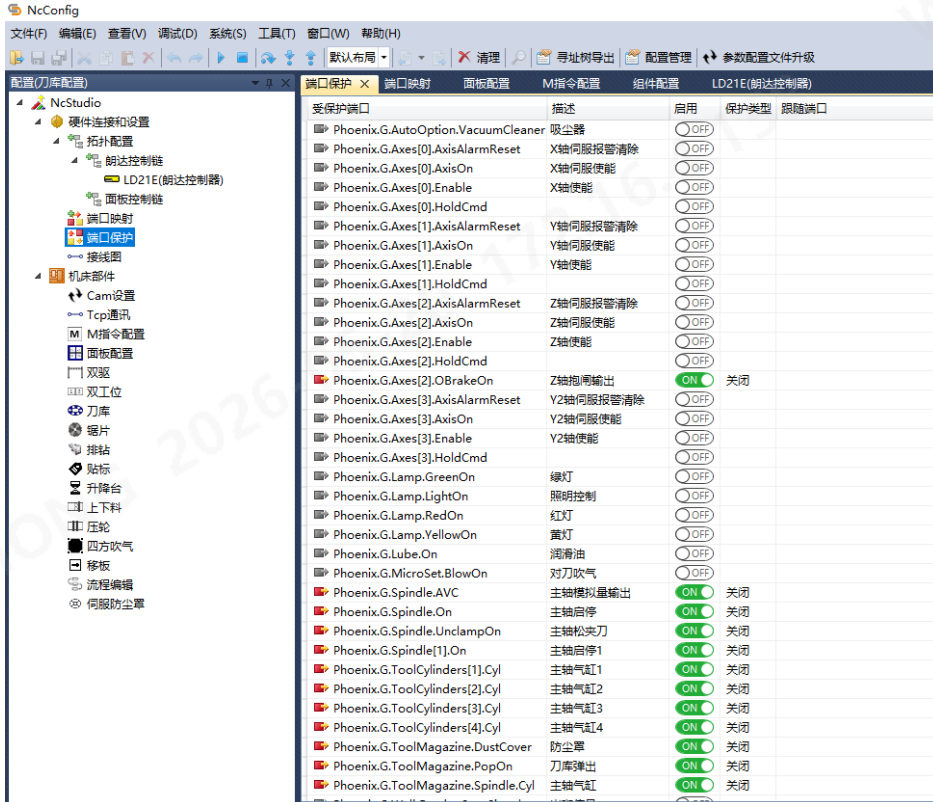 NcConfig
文件(F) 编辑(E) 查看(V) 调试(D) 系统(S) 工具(T) 窗口(W) 帮助(H)
默认布局 清理 寻址树导出 配置管理 参数配置文件升级
配置(刀库配置)
NcStudio
硬件连接和设置
拓扑配置
朗达控制链
LD21E(朗达控制器)
面板控制链
端口映射
端口保护
接线图
机床部件
Cam设置
Tcp通讯
M指令配置
面板配置
双驱
双工位
刀库
锯片
排钻
贴标
升降台
上下料
压轮
四方吹气
移板
流程编辑
伺服防尘罩
端口保护 端口映射 面板配置 M指令配置 组件配置 LD21E(朗达控制器)
受保护端口 描述 启用 保护类型 跟随端口
Phoenix.G.AutoOption.VacuumCleaner 吸尘器 OFF
Phoenix.G.Axes[0].AxisAlarmReset X轴伺服报警清除 OFF
Phoenix.G.Axes[0].AxisOn X轴伺服使能 OFF
Phoenix.G.Axes[0].Enable X轴使能 OFF
Phoenix.G.Axes[0].HoldCmd OFF
Phoenix.G.Axes[1].AxisAlarmReset Y轴伺服报警清除 OFF
Phoenix.G.Axes[1].AxisOn Y轴伺服使能 OFF
Phoenix.G.Axes[1].Enable Y轴使能 OFF
Phoenix.G.Axes[1].HoldCmd OFF
Phoenix.G.Axes[2].AxisAlarmReset Z轴伺服报警清除 OFF
Phoenix.G.Axes[2].AxisOn Z轴伺服使能 OFF
Phoenix.G.Axes[2].Enable Z轴使能 OFF
Phoenix.G.Axes[2].HoldCmd OFF
Phoenix.G.Axes[2].OBrakeOn Z轴抱闸输出 ON 关闭
Phoenix.G.Axes[3].AxisAlarmReset Y2轴伺服报警清除 OFF
Phoenix.G.Axes[3].AxisOn Y2轴伺服使能 OFF
Phoenix.G.Axes[3].Enable Y2轴使能 OFF
Phoenix.G.Axes[3].HoldCmd OFF
Phoenix.G.Lamp.GreenOn 绿灯 OFF
Phoenix.G.Lamp.LightOn 照明控制 OFF
Phoenix.G.Lamp.RedOn 红灯 OFF
Phoenix.G.Lamp.YellowOn 黄灯 OFF
Phoenix.G.Lube.On 润滑油 OFF
Phoenix.G.MicroSet.BlowOn 对刀吹气 OFF
Phoenix.G.Spindle.AVC 主轴模拟量输出 ON 关闭
Phoenix.G.Spindle.On 主轴启停 ON 关闭
Phoenix.G.Spindle.UnclampOn 主轴松夹刀 ON 关闭
Phoenix.G.Spindle[1].On 主轴启停1 ON 关闭
Phoenix.G.ToolCylinders[1].Cyl 主轴气缸1 ON 关闭
Phoenix.G.ToolCylinders[2].Cyl 主轴气缸2 ON 关闭
Phoenix.G.ToolCylinders[3].Cyl 主轴气缸3 ON 关闭
Phoenix.G.ToolCylinders[4].Cyl 主轴气缸4 ON 关闭
Phoenix.G.ToolMagazine.DustCover 防尘罩 ON 关闭
Phoenix.G.ToolMagazine.PopOn 刀库弹出 ON 关闭
Phoenix.G.ToolMagazine.Spindle.Cyl 主轴气缸 ON 关闭